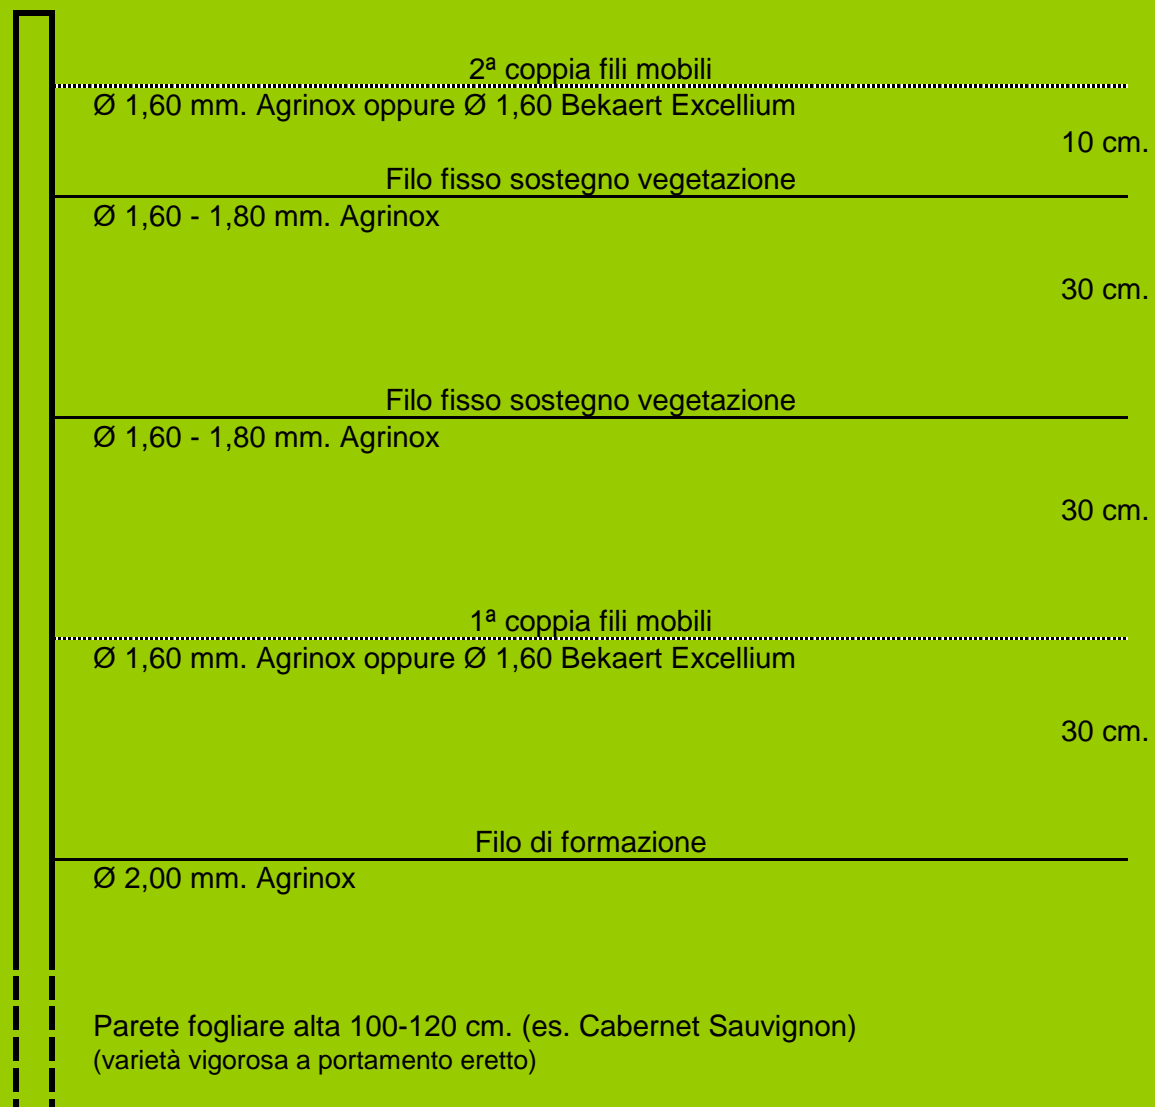 2ª coppia fili mobili
Ø 1,60 mm. Agrinox oppure Ø 1,60 Bekaert Excellium
10 cm.
Filo fisso sostegno vegetazione
Ø 1,60 - 1,80 mm. Agrinox
30 cm.
Filo fisso sostegno vegetazione
Ø 1,60 - 1,80 mm. Agrinox
30 cm.
1ª coppia fili mobili
Ø 1,60 mm. Agrinox oppure Ø 1,60 Bekaert Excellium
30 cm.
Filo di formazione
Ø 2,00 mm. Agrinox
Parete fogliare alta 100-120 cm. (es. Cabernet Sauvignon)
(varietà vigorosa a portamento eretto)